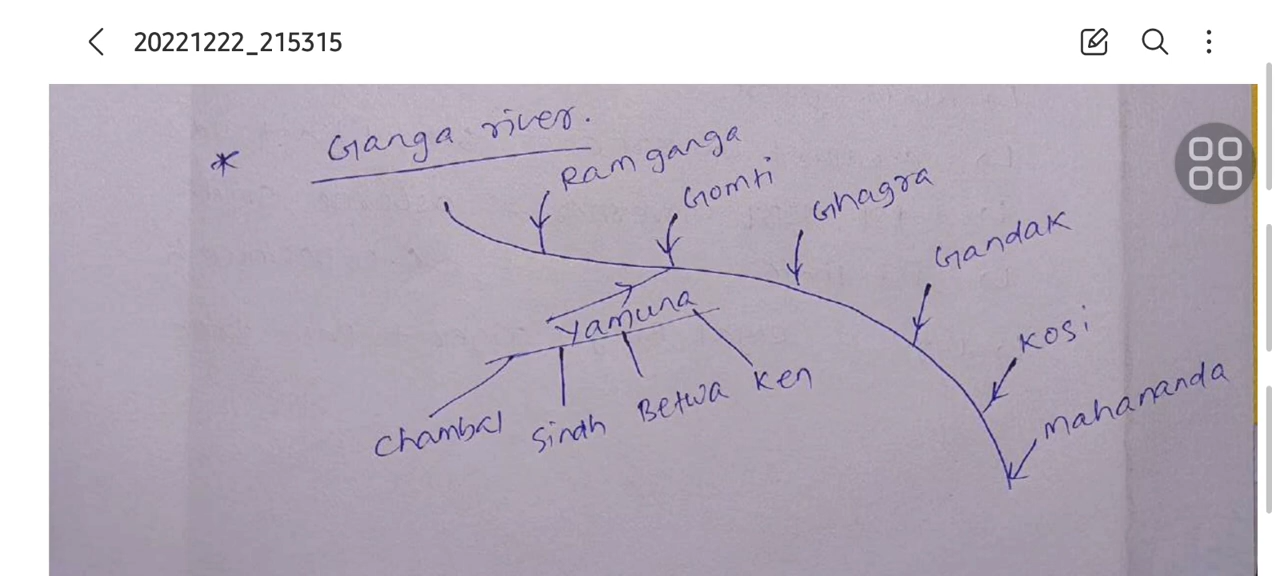 20221222_215315
* Ganga river.
Ramganga
Gomti
Ghagra
Gandak
Kosi
Mahananda
Yamuna
Chambal
Sindh
Betwa
Ken